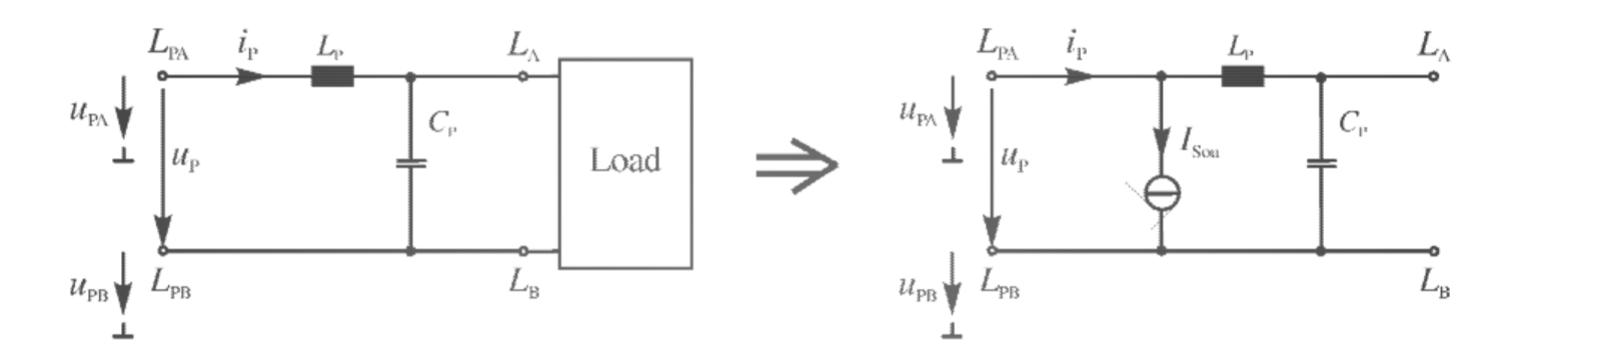 L_PA i_P L_P L_A
u_PA C_P
u_P Load
u_PB L_PB L_B
L_PA i_P L_P L_A
u_PA I_Sou C_P
u_P
u_PB L_PB L_B